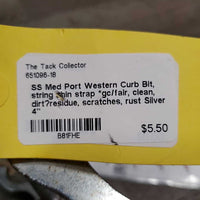 The Tack Collector
651096-18
SS Med Port Western Curb Bit,
string chin strap *gc/fair, clean,
dirt?residue, scratches, rust Silver
4"
B81FHE
$5.50